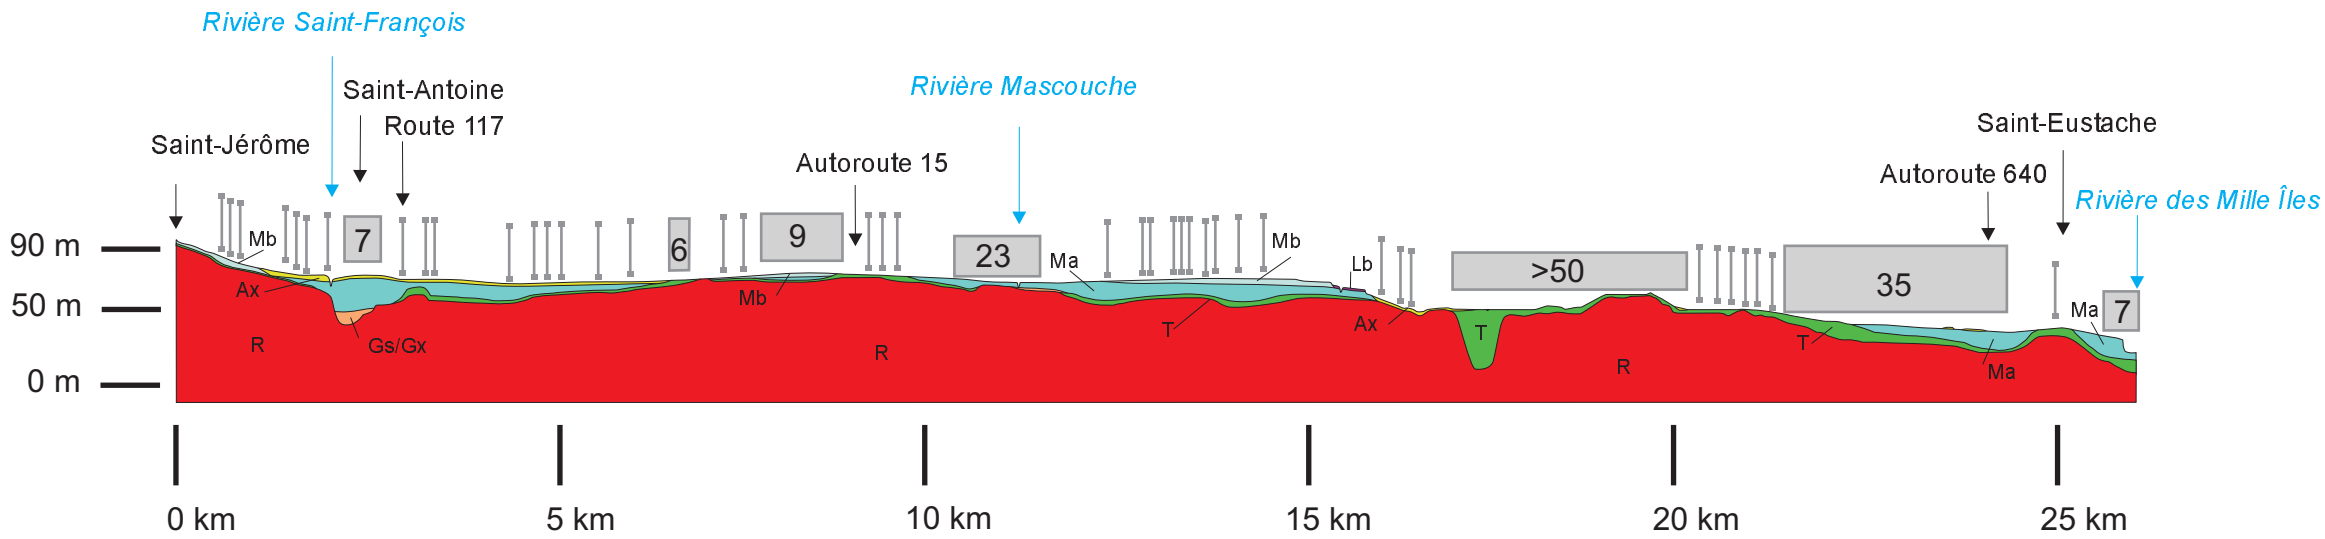 Rivière Saint-François
Saint-Antoine
Route 117
Saint-Jérôme
Rivière Mascouche
Autoroute 15
Saint-Eustache
Autoroute 640
Rivière des Mille Îles
90 m
50 m
0 m
Mb
7
6
9
23
Ma
Mb
Lb
>50
35
Ma
7
Ax
Mb
Gs/Gx
R
R
T
Ax
T
R
T
Ma
0 km
5 km
10 km
15 km
20 km
25 km